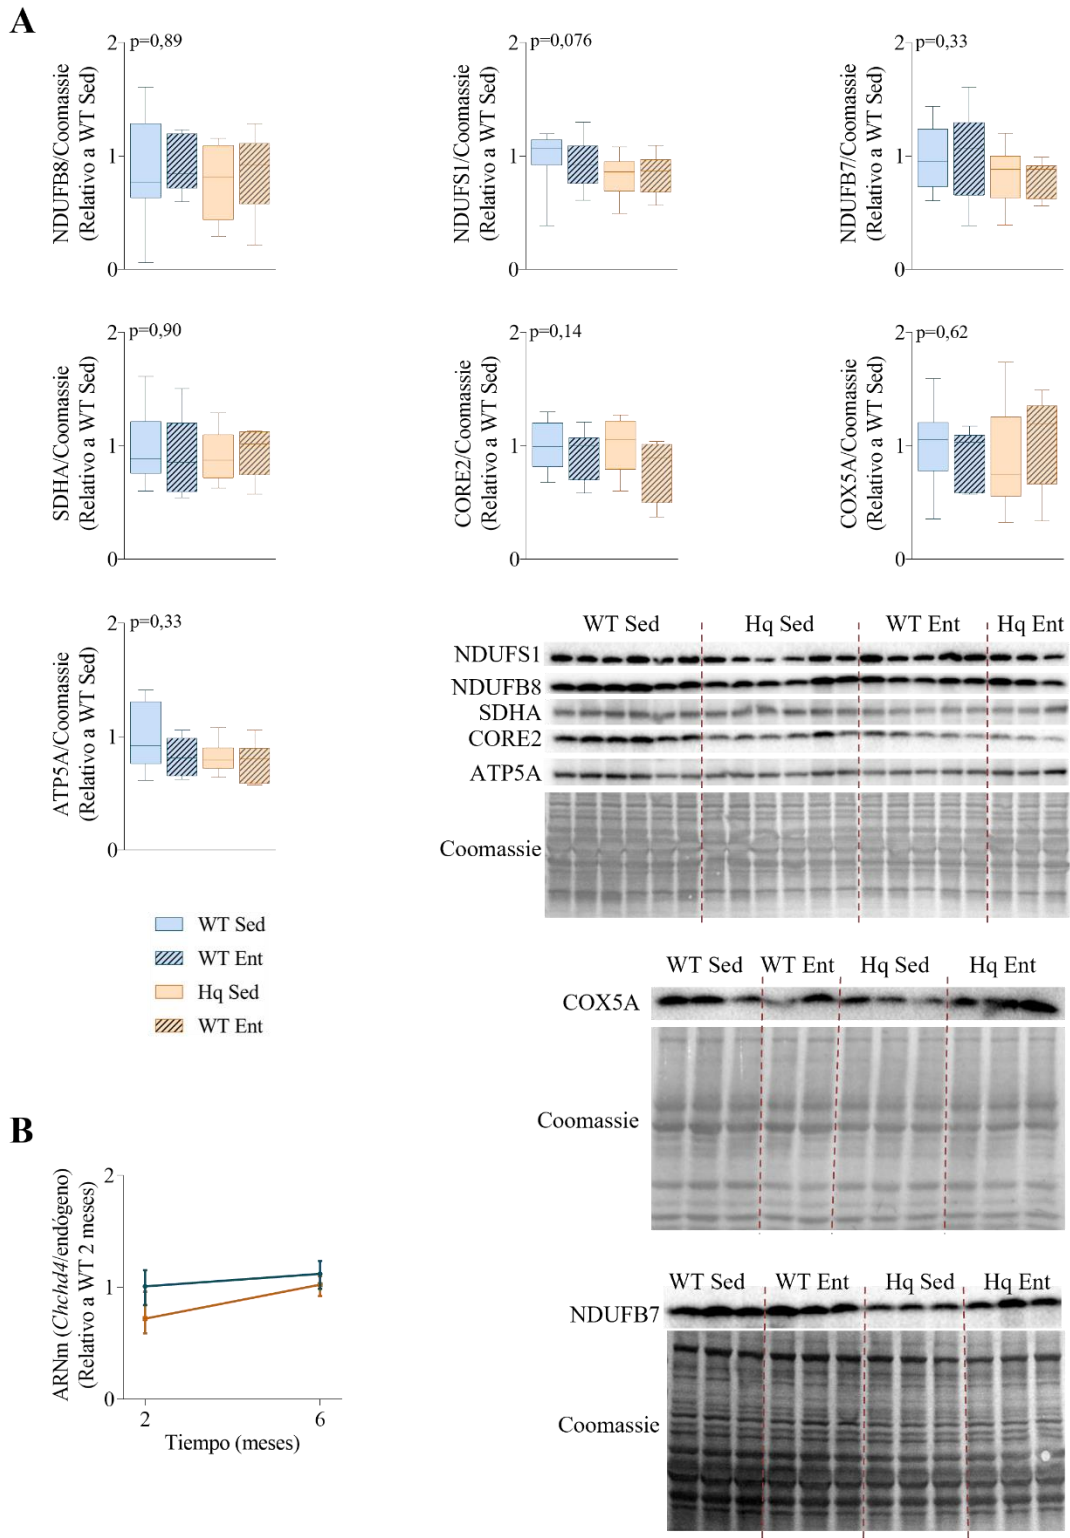 A
2
p=0,89
1
0
NDUFB8/Coomassie
(Relativo a WT Sed)
2
p=0,076
1
0
NDUFS1/Coomassie
(Relativo a WT Sed)
2
p=0,33
1
0
NDUFB7/Coomassie
(Relativo a WT Sed)
2
p=0,90
1
0
SDHA/Coomassie
(Relativo a WT Sed)
2
p=0,14
1
0
CORE2/Coomassie
(Relativo a WT Sed)
2
p=0,62
1
0
COX5A/Coomassie
(Relativo a WT Sed)
2
p=0,33
1
0
ATP5A/Coomassie
(Relativo a WT Sed)
WT Sed Hq Sed WT Ent Hq Ent
NDUFS1
NDUFB8
SDHA
CORE2
ATP5A
Coomassie
WT Sed
WT Ent
Hq Sed
WT Ent
WT Sed WT Ent Hq Sed Hq Ent
COX5A
Coomassie
B
2
1
0
2 6
Tiempo (meses)
ARNm (Chchd4/endógeno)
(Relativo a WT 2 meses)
WT Sed WT Ent Hq Sed Hq Ent
NDUFB7
Coomassie